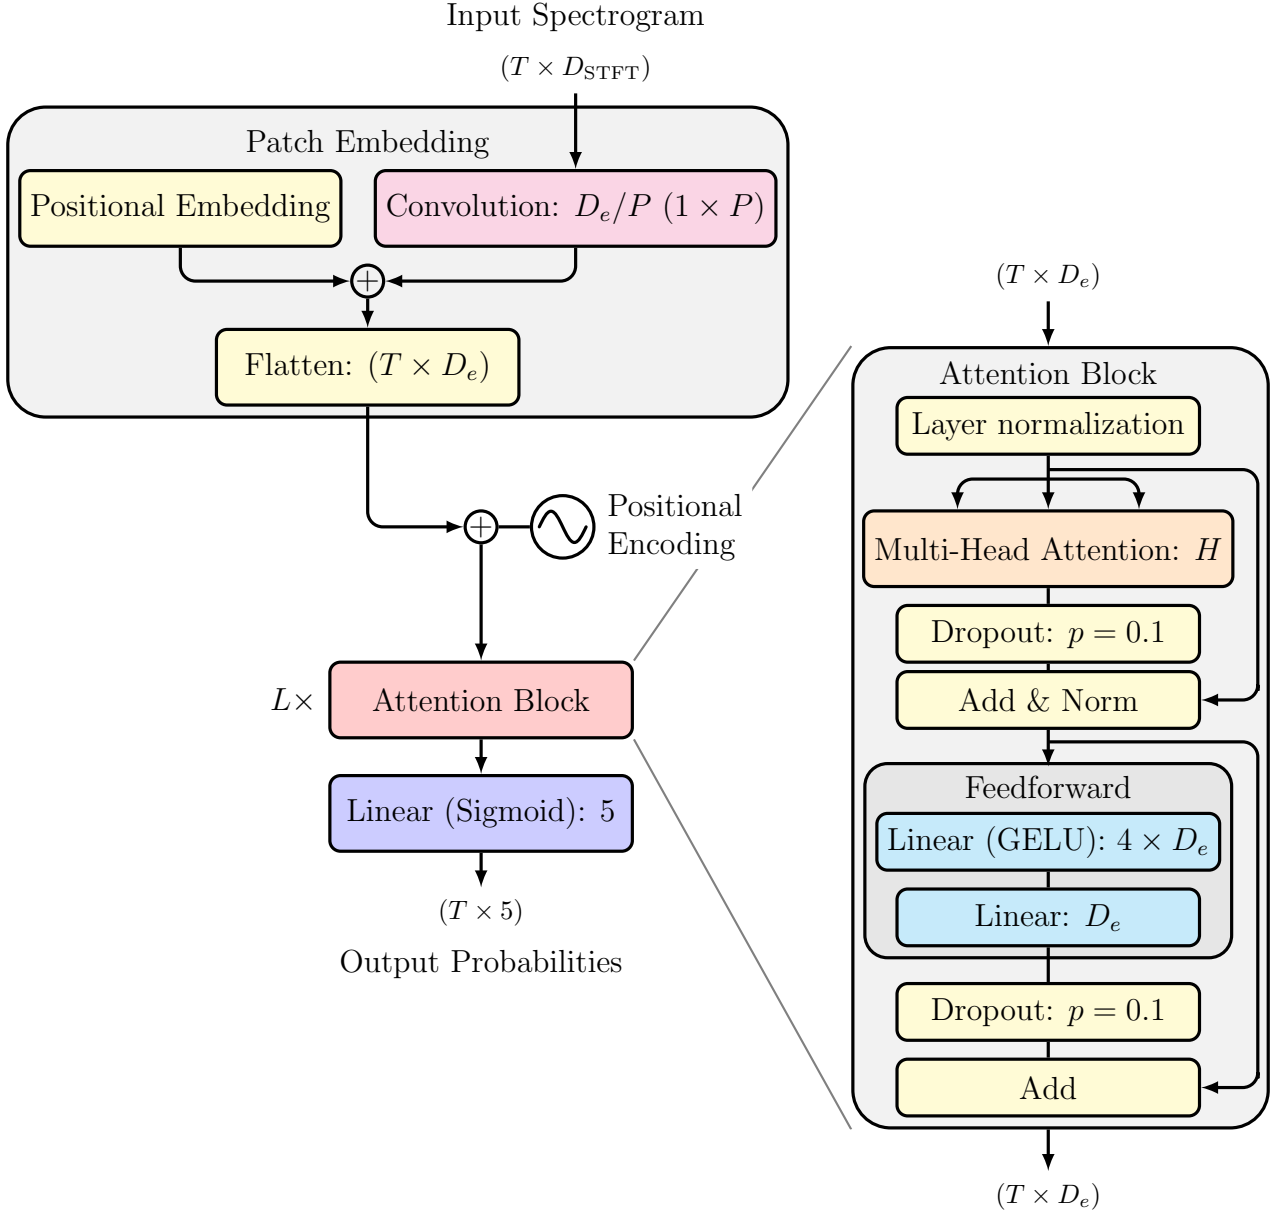 Input Spectrogram
(T × D_STFT)
Patch Embedding
Positional Embedding
Convolution: D_e/P (1 × P)
+
Flatten: (T × D_e)
+
Positional
Encoding
L×
Attention Block
Linear (Sigmoid): 5
(T × 5)
Output Probabilities
(T × D_e)
Attention Block
Layer normalization
Multi-Head Attention: H
Dropout: p = 0.1
Add & Norm
Feedforward
Linear (GELU): 4 × D_e
Linear: D_e
Dropout: p = 0.1
Add
(T × D_e)